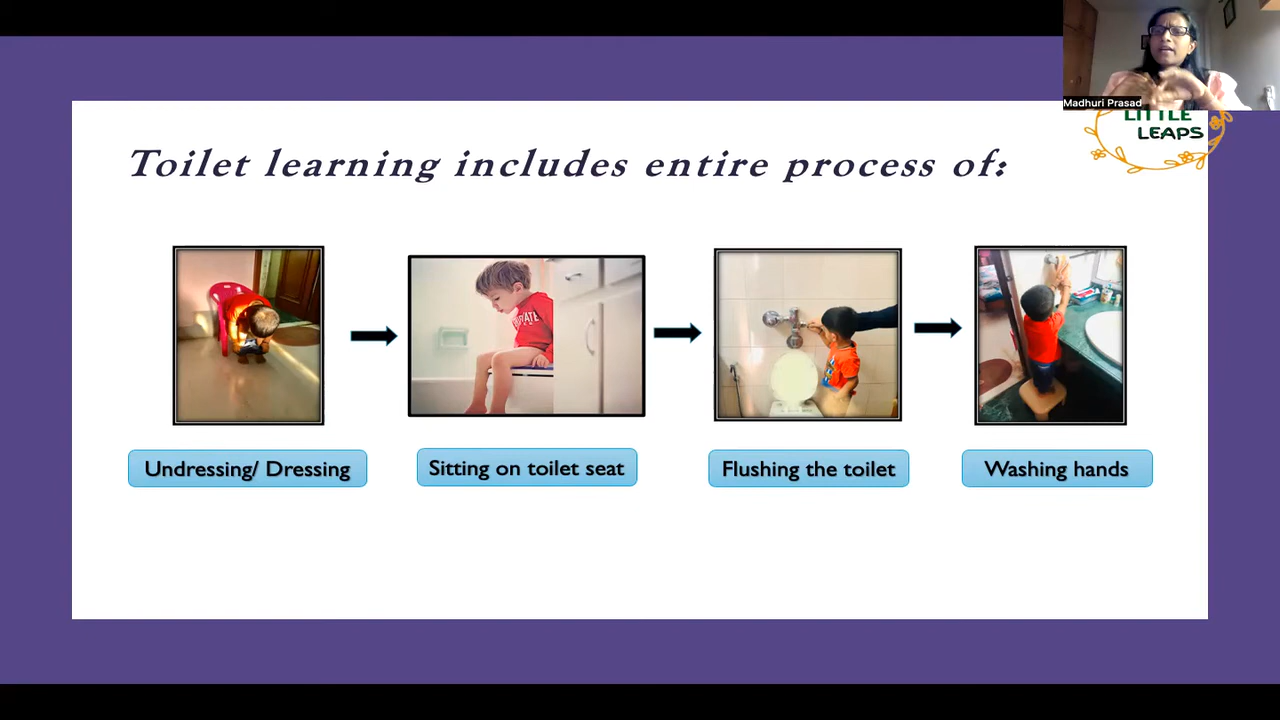 Madhuri Prasad
LITTLE
LEAPS
Toilet learning includes entire process of:
Undressing/ Dressing
Sitting on toilet seat
Flushing the toilet
Washing hands